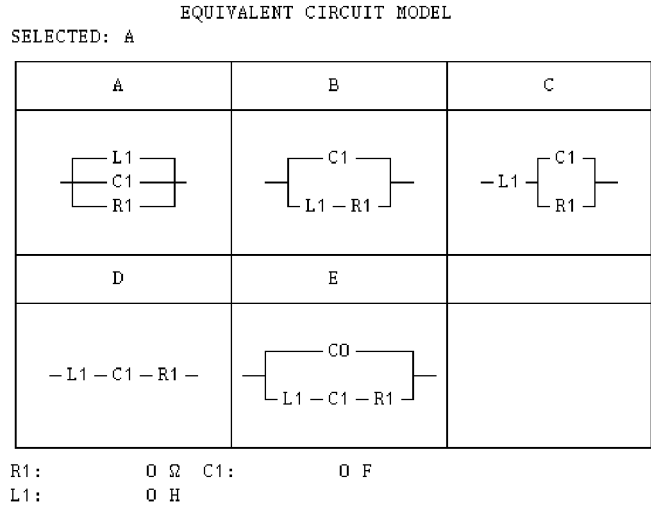 EQUIVALENT CIRCUIT MODEL
SELECTED: A
A B C
L1
C1
R1
C1
L1 R1
C1
L1
R1
D E
L1 C1 R1
C0
L1 C1 R1
R1: 0 Ω C1: 0 F
L1: 0 H